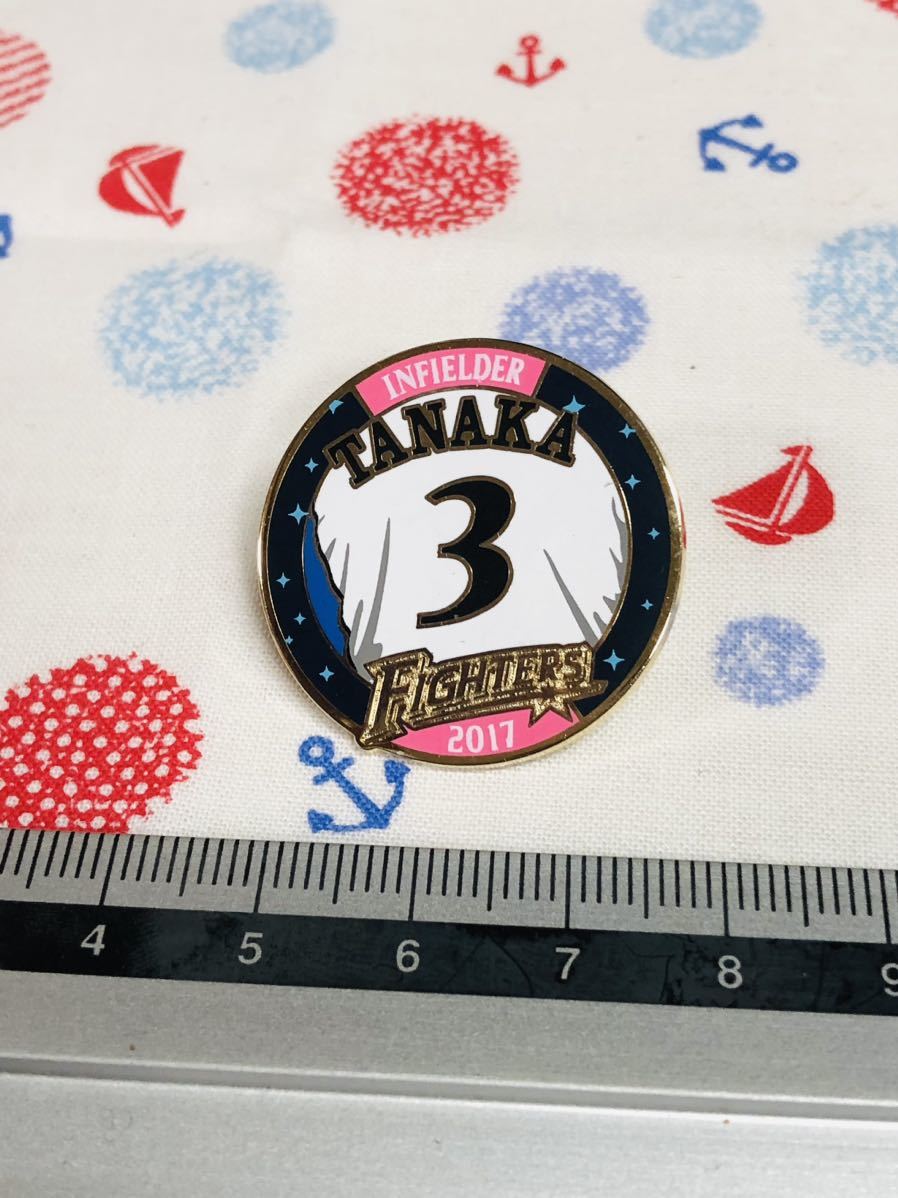 INFIELDER
TANAKA
3
FIGHTERS
2017
4 5 6 7 8 9